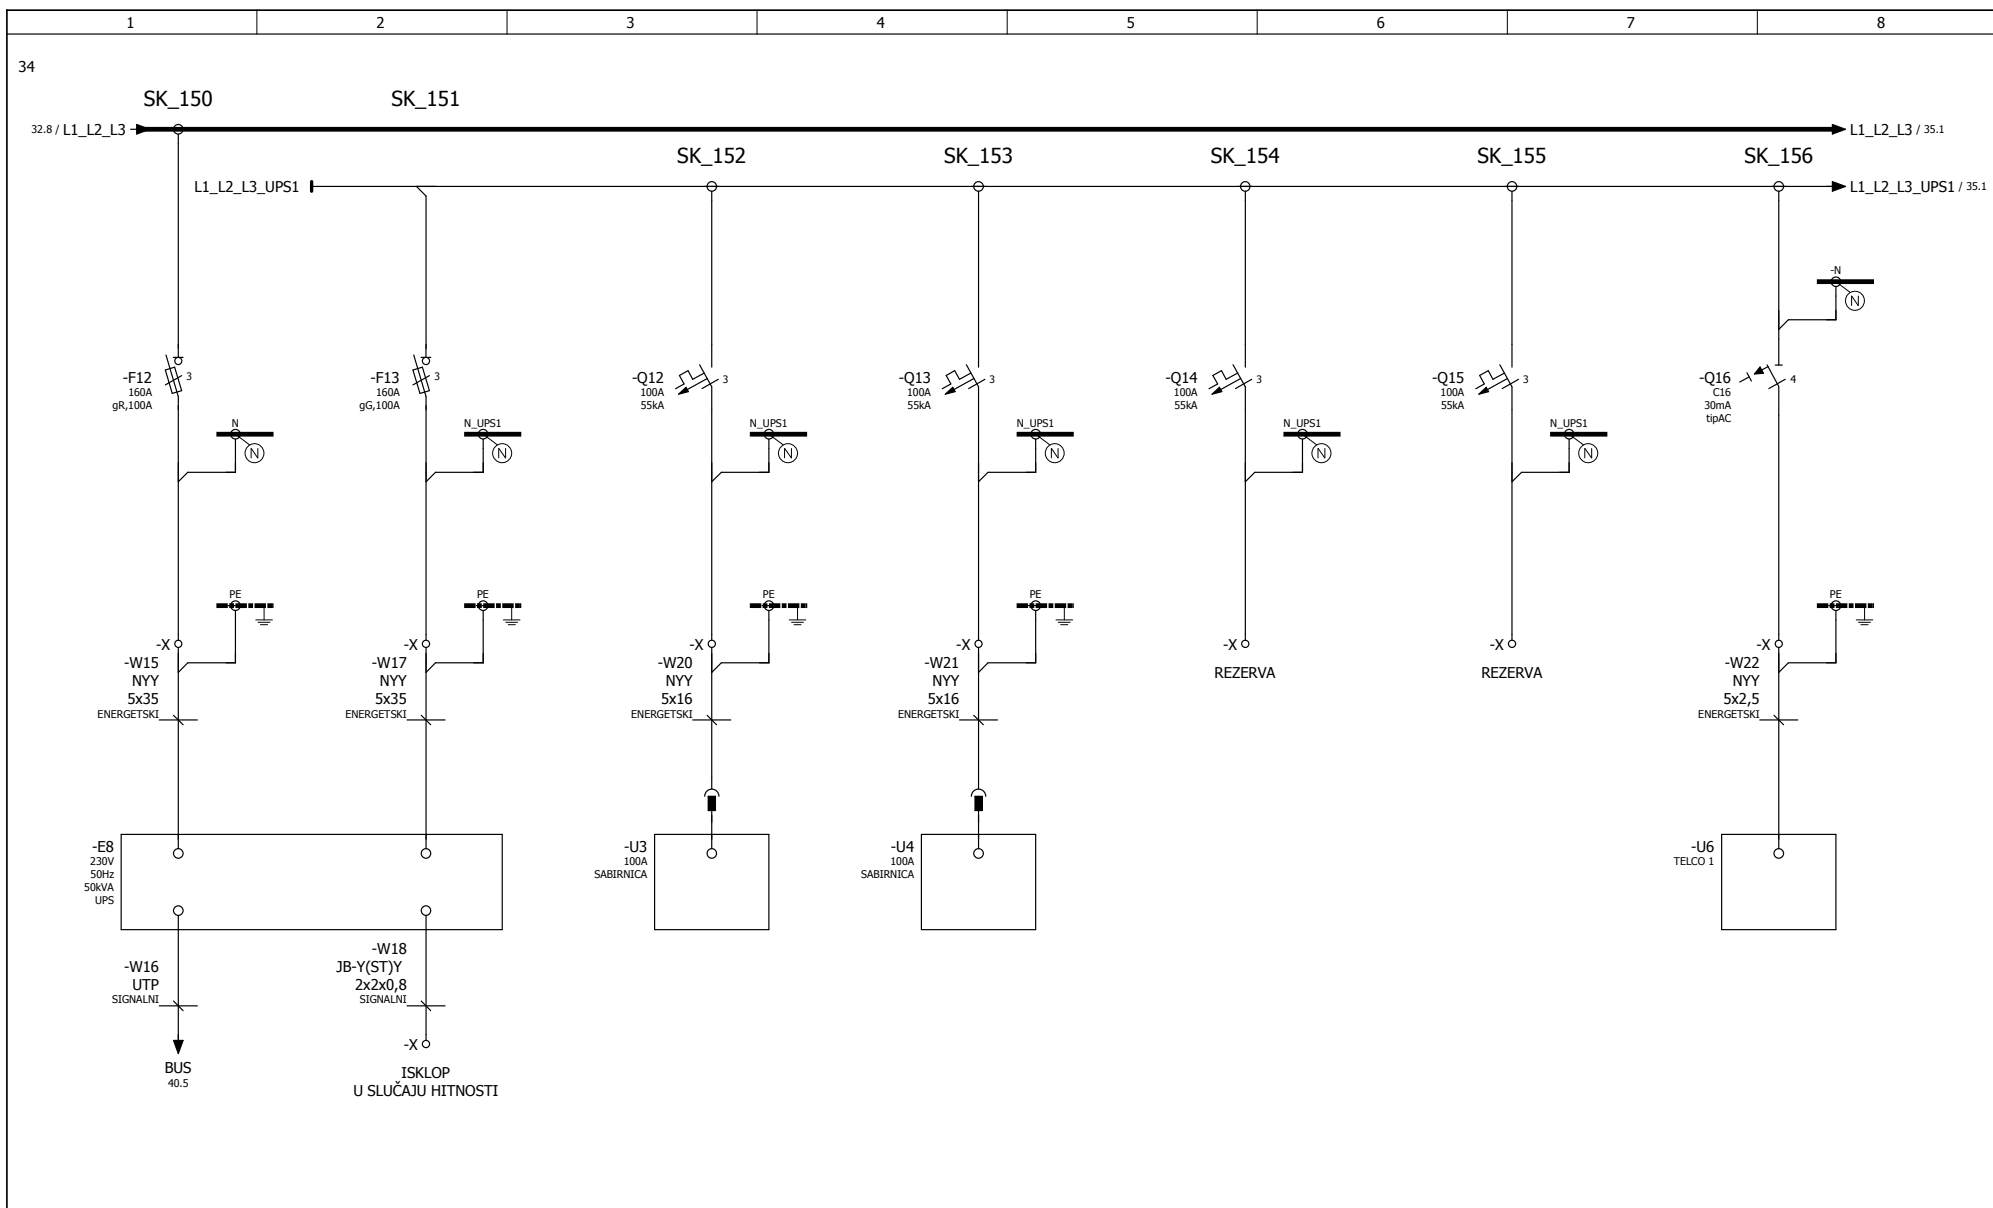 1 2 3 4 5 6 7 8
34
SK_150 SK_151
32.8 / L1_L2_L3 L1_L2_L3 / 35.1
SK_152 SK_153 SK_154 SK_155 SK_156
L1_L2_L3_UPS1 L1_L2_L3_UPS1 / 35.1
-N
N
-F12 3 -F13 3 -Q12 3 -Q13 3 -Q14 3 -Q15 3 -Q16 4
160A 160A 100A 100A 100A 100A C16
gR,100A gG,100A 55kA 55kA 55kA 55kA 30mA
tipAC
N N_UPS1 N_UPS1 N_UPS1 N_UPS1 N_UPS1
N N N N N N
PE PE PE PE PE
-X -X -X -X -X -X -X
-W15 -W17 -W20 -W21 REZERVA REZERVA -W22
NYY NYY NYY NYY NYY
5x35 5x35 5x16 5x16 5x2,5
ENERGETSKI ENERGETSKI ENERGETSKI ENERGETSKI ENERGETSKI
-E8 -U3 -U4 -U6
230V 100A 100A TELCO 1
50Hz SABIRNICA SABIRNICA
50kVA
UPS
-W18
-W16 JB-Y(ST)Y
UTP 2x2x0,8
SIGNALNI SIGNALNI
-X
BUS ISKLOP
40.5 U SLUČAJU HITNOSTI